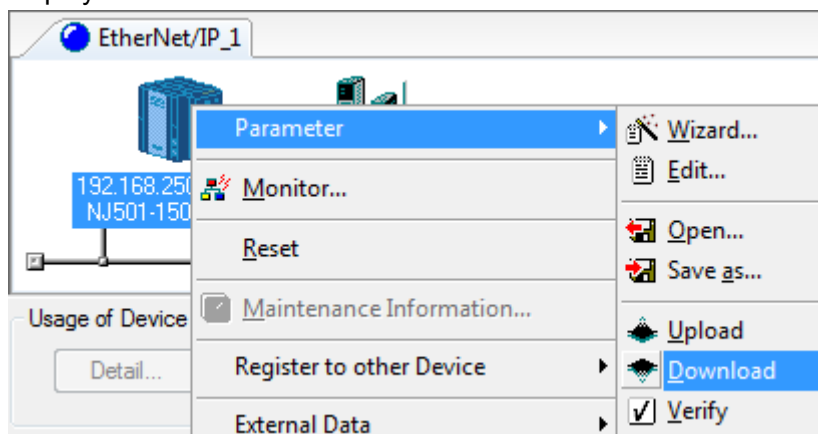 EtherNet/IP_1
192.168.250
NJ501-150
Usage of Device
Detail...
Parameter
Monitor...
Reset
Maintenance Information...
Register to other Device
External Data
Wizard...
Edit...
Open...
Save as...
Upload
Download
Verify